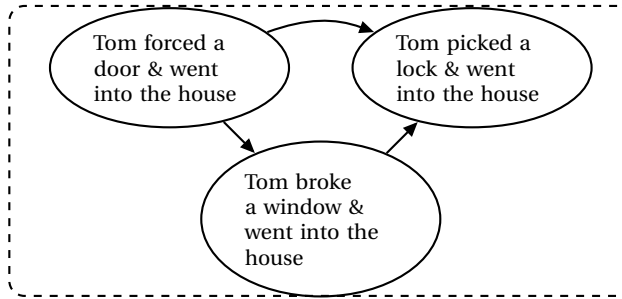 Tom forced a
door & went
into the house
Tom picked a
lock & went
into the house
Tom broke
a window &
went into the
house